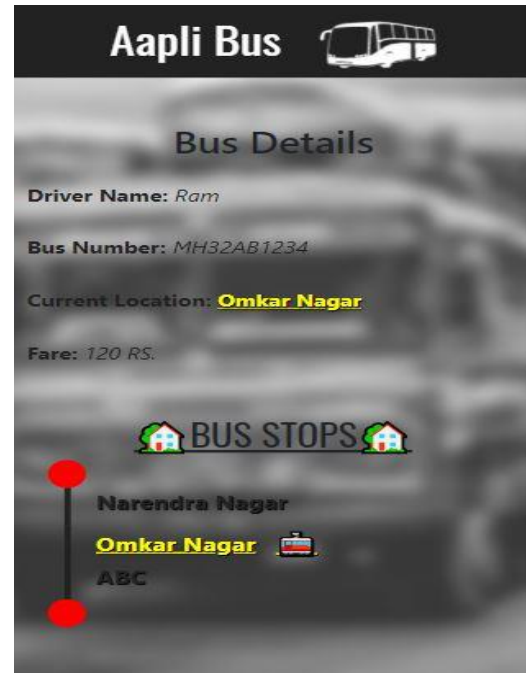 Aapli Bus
Bus Details
Driver Name: Ram
Bus Number: MH32AB1234
Current Location: Omkar Nagar
Fare: 120 RS.
BUS STOPS
Narendra Nagar
Omkar Nagar
ABC